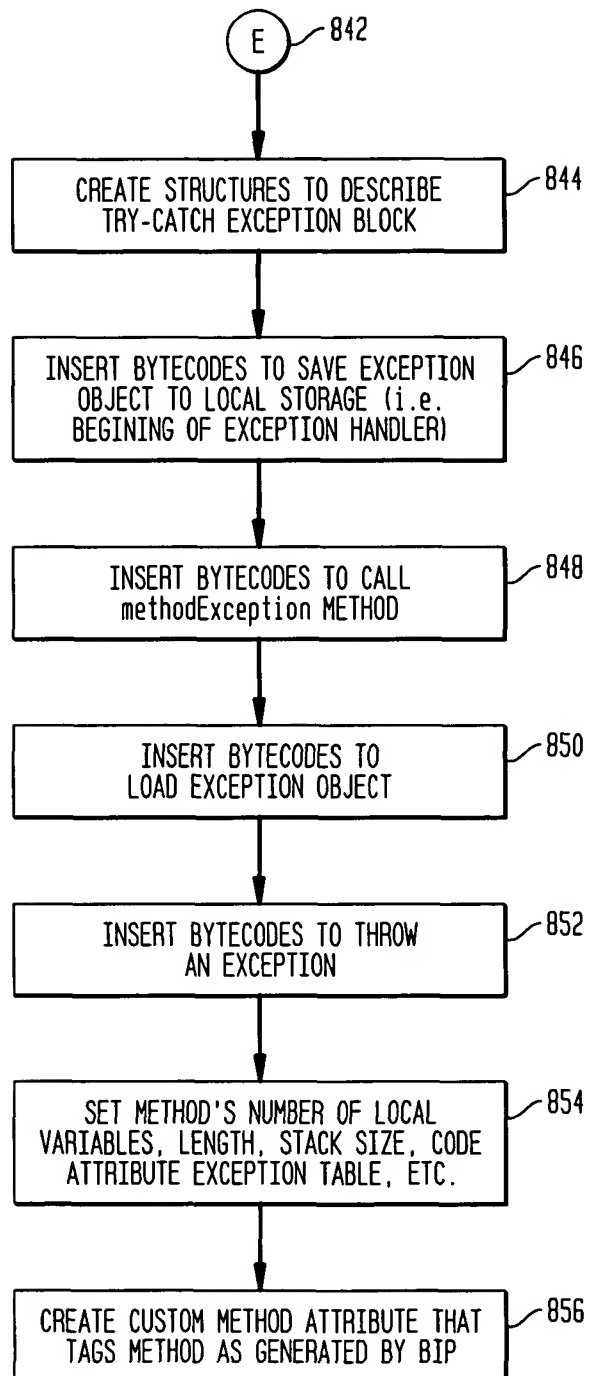 E
842
CREATE STRUCTURES TO DESCRIBE
TRY-CATCH EXCEPTION BLOCK
844
INSERT BYTECODES TO SAVE EXCEPTION
OBJECT TO LOCAL STORAGE (i.e.
BEGINING OF EXCEPTION HANDLER)
846
INSERT BYTECODES TO CALL
methodException METHOD
848
INSERT BYTECODES TO
LOAD EXCEPTION OBJECT
850
INSERT BYTECODES TO THROW
AN EXCEPTION
852
SET METHOD'S NUMBER OF LOCAL
VARIABLES, LENGTH, STACK SIZE, CODE
ATTRIBUTE EXCEPTION TABLE, ETC.
854
CREATE CUSTOM METHOD ATTRIBUTE THAT
TAGS METHOD AS GENERATED BY BIP
856